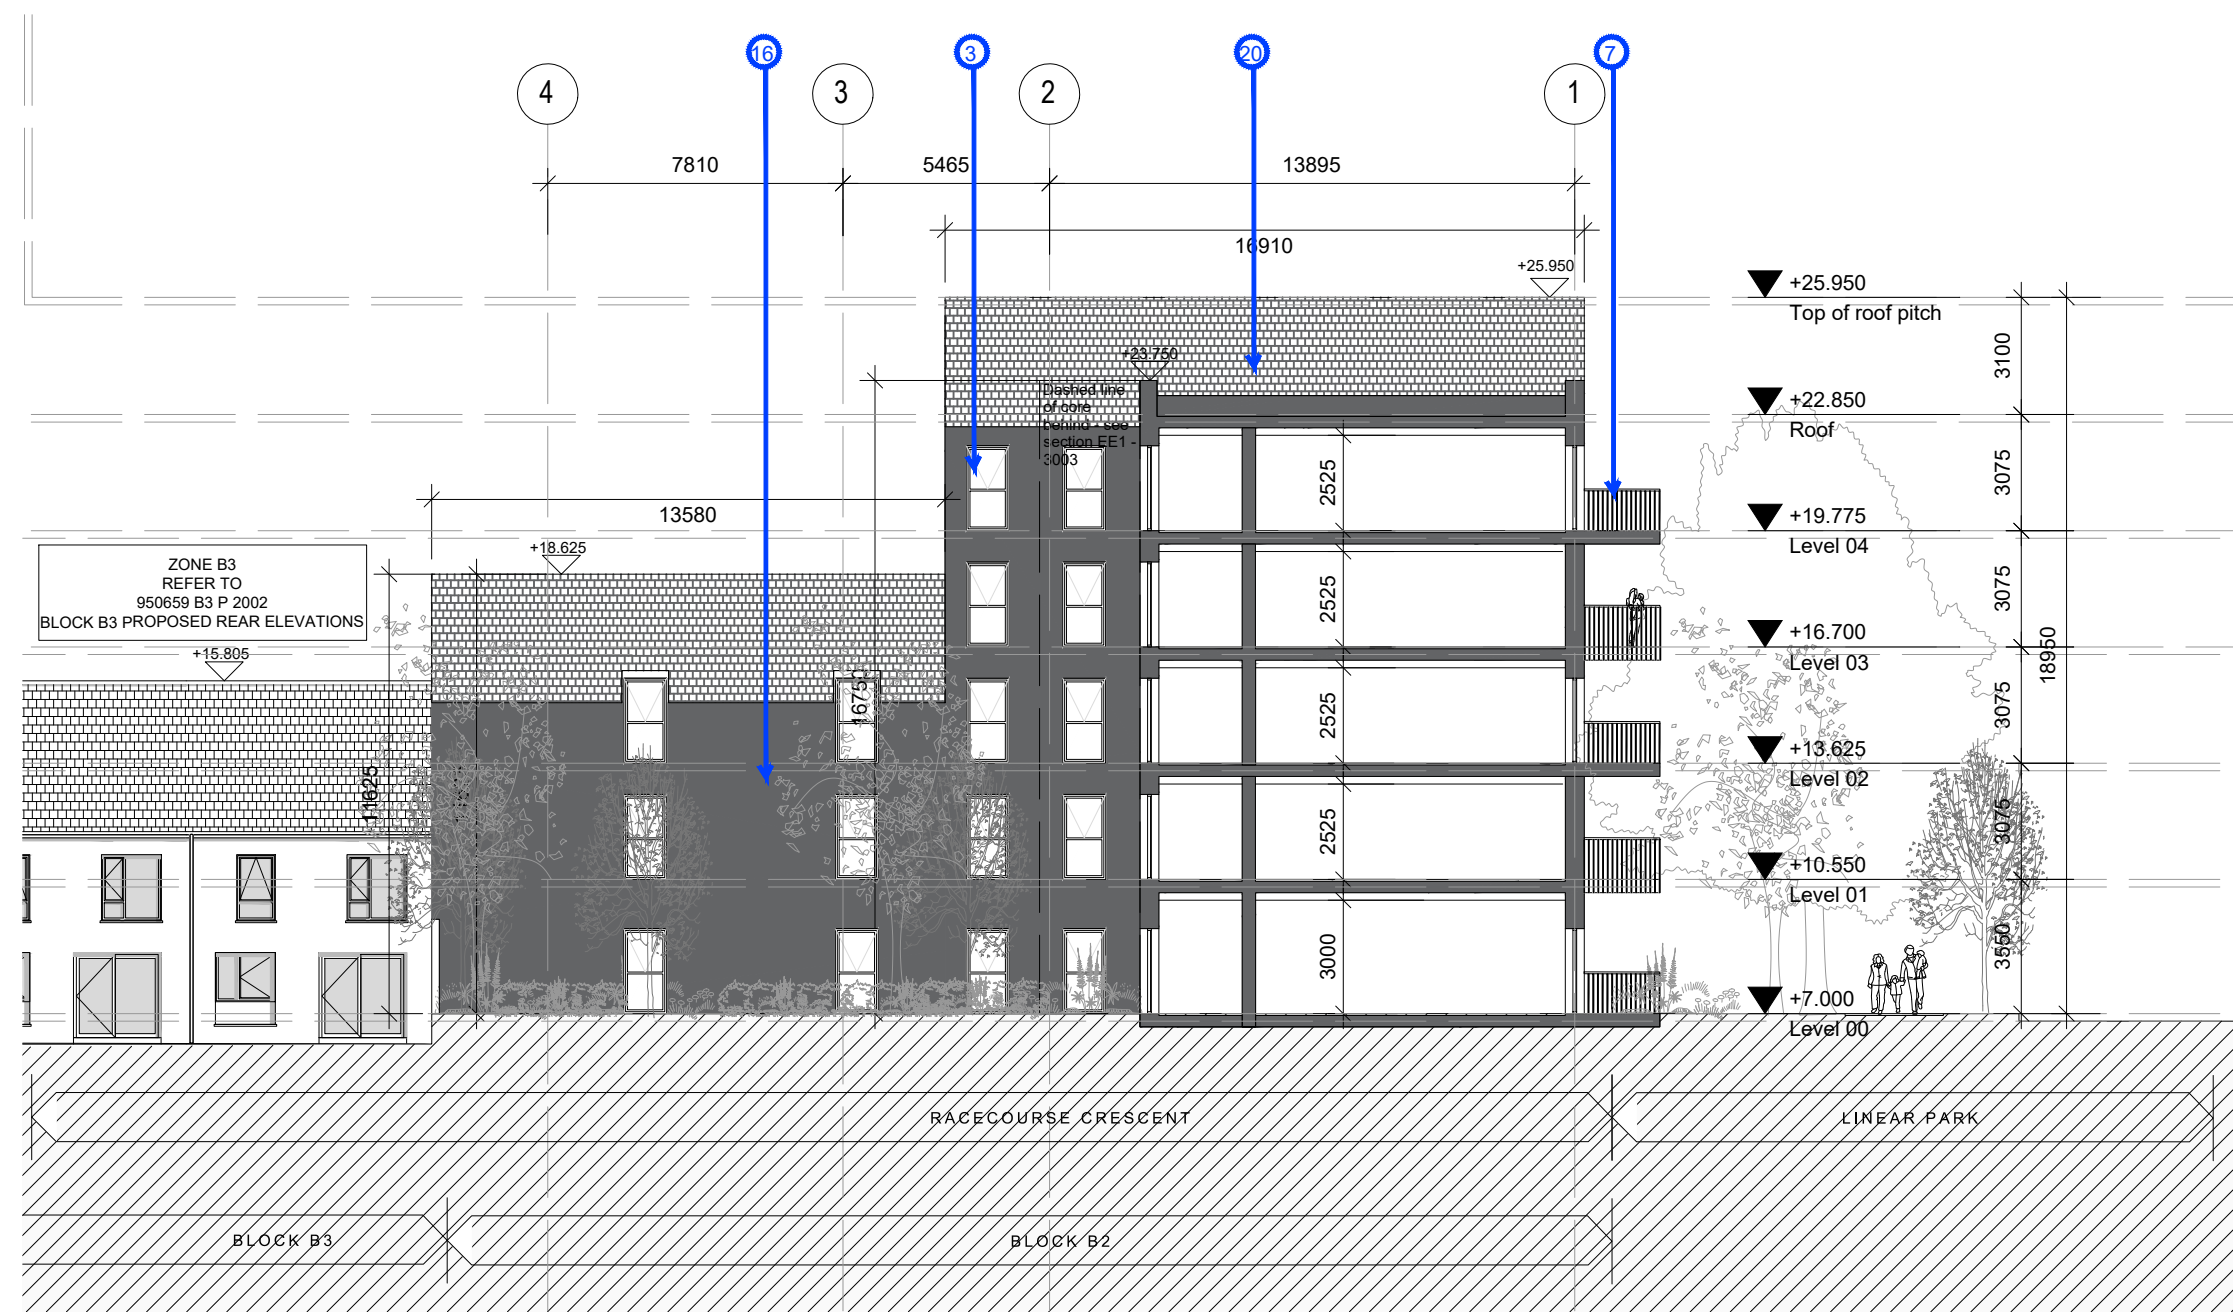 16
3
20
7
4
3
2
1
7810
5465
13895
16910
+25.950
+25.950
Top of roof pitch
3100
+23.750
Dashed line
of core
behind - see
section EE1 -
3003
+22.850
Roof
2525
3075
13580
+19.775
Level 04
+18.625
ZONE B3
REFER TO
950659 B3 P 2002
BLOCK B3 PROPOSED REAR ELEVATIONS
+15.805
2525
3075
+16.700
Level 03
18950
16750
2525
3075
+13.625
Level 02
11625
2525
3075
+10.550
Level 01
3000
3550
+7.000
Level 00
RACECOURSE CRESCENT
LINEAR PARK
BLOCK B3
BLOCK B2